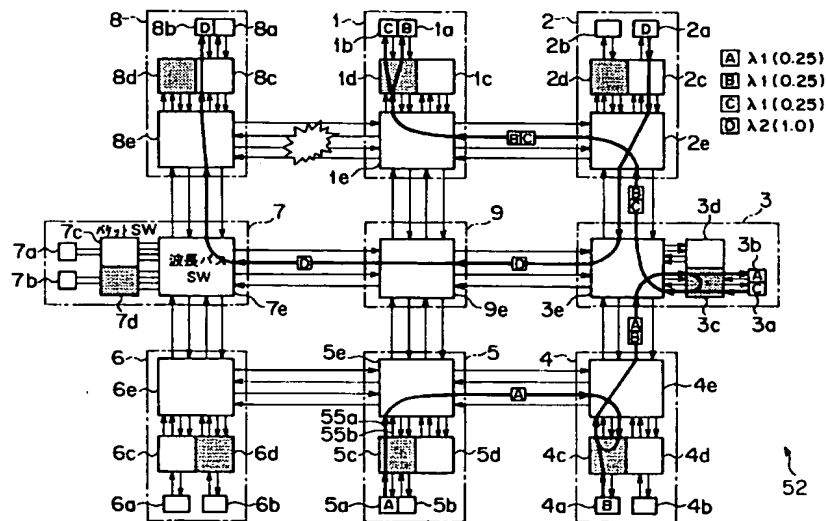 8
8b
D
8a
8d
8c
8e
1
1b
C
B
1a
1d
1c
1e
BC
2
2b
D
2a
2d
2c
2e
A λ1(0.25)
B λ1(0.25)
C λ1(0.25)
D λ2(1.0)
7
7c
パケットSW
7a
7b
7d
波長パス
SW
7e
D
9
9e
D
B
C
3
3d
3b
A
C
3a
3c
3e
A
B
6
6e
6c
6d
6a
6b
5e
5
55a
55b
5c
5d
5a
A
5b
A
4
4e
4c
4d
4a
B
4b
52